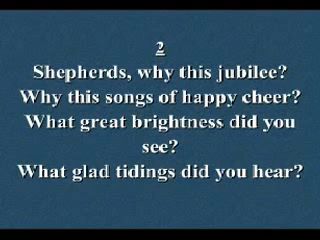 2
Shepherds, why this jubilee?
Why this songs of happy cheer?
What great brightness did you
see?
What glad tidings did you hear?